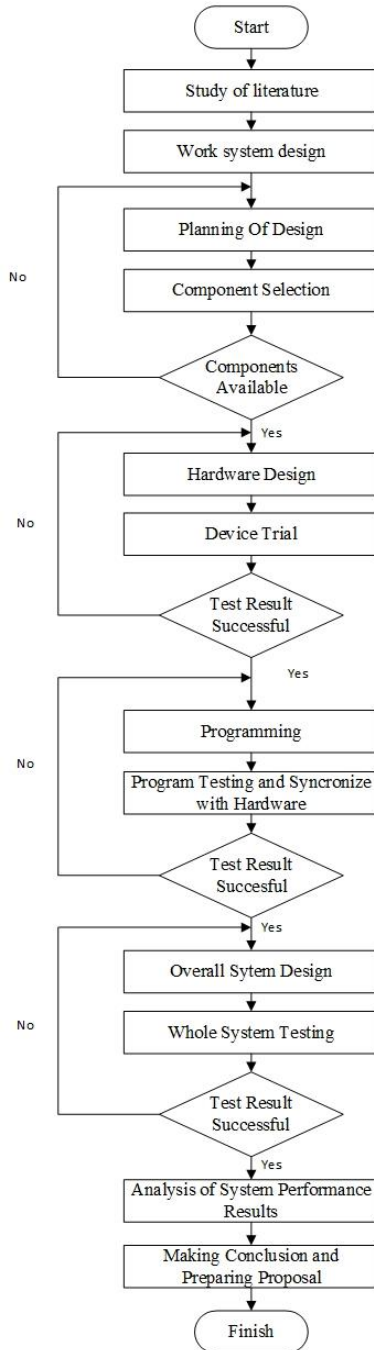 Start
Study of literature
Work system design
Planning Of Design
No
Component Selection
Components
Available
Yes
Hardware Design
No
Device Trial
Test Result
Successful
Yes
Programming
No
Program Testing and Syncronize
with Hardware
Test Result
Succesful
Yes
Overall Sytem Design
No
Whole System Testing
Test Result
Successful
Yes
Analysis of System Performance
Results
Making Conclusion and
Preparing Proposal
Finish